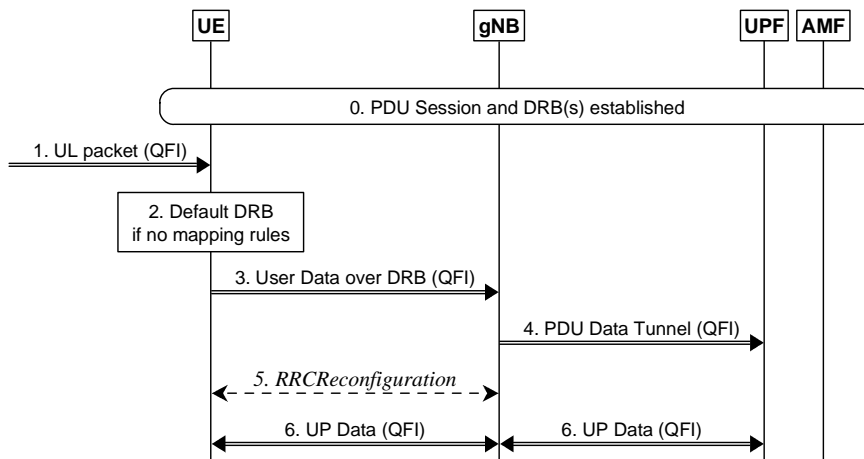 UE
gNB
UPF
AMF
0. PDU Session and DRB(s) established
1. UL packet (QFI)
2. Default DRB
if no mapping rules
3. User Data over DRB (QFI)
4. PDU Data Tunnel (QFI)
5. RRCReconfiguration
6. UP Data (QFI)
6. UP Data (QFI)